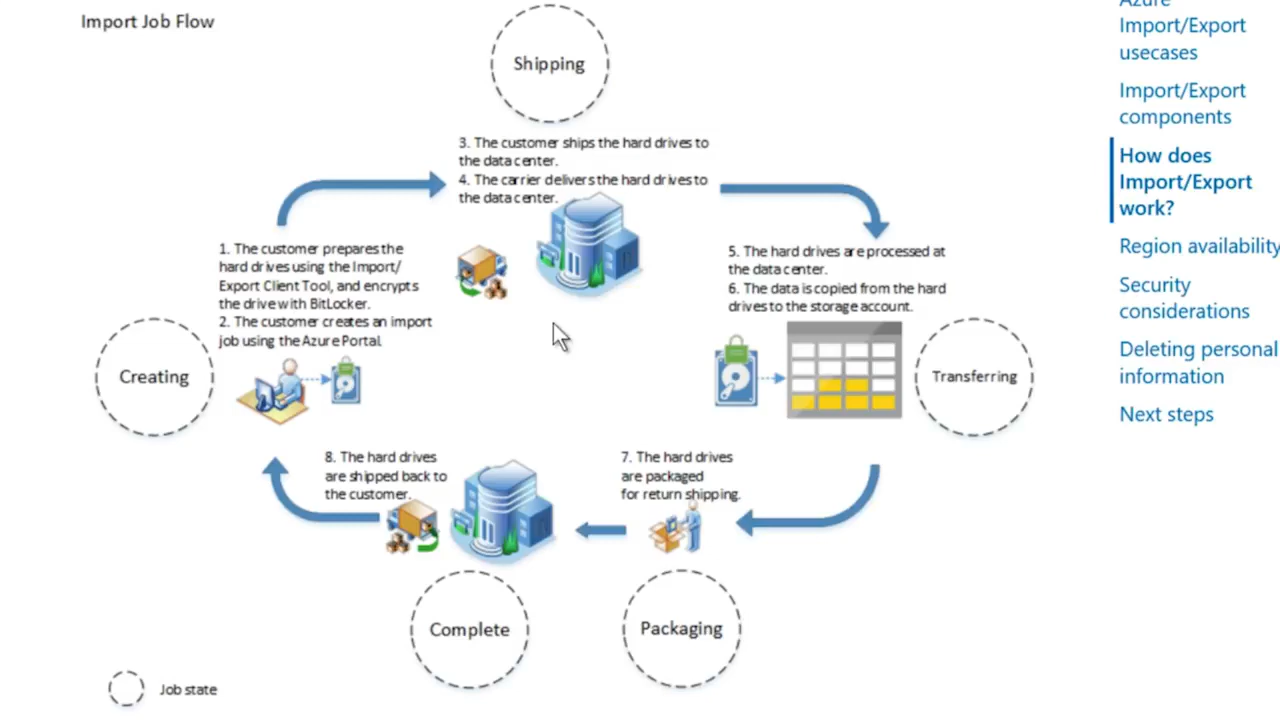 Import Job Flow
Shipping
3. The customer ships the hard drives to
the data center.
4. The carrier delivers the hard drives to
the data center.
1. The customer prepares the
hard drives using the Import/
Export Client Tool, and encrypts
the drive with BitLocker.
2. The customer creates an import
job using the Azure Portal.
Creating
5. The hard drives are processed at
the data center.
6. The data is copied from the hard
drives to the storage account.
Transferring
8. The hard drives
are shipped back to
the customer.
7. The hard drives
are packaged
for return shipping.
Complete
Packaging
Job state
Azure
Import/Export
usecases
Import/Export
components
How does
Import/Export
work?
Region availability
Security
considerations
Deleting personal
information
Next steps